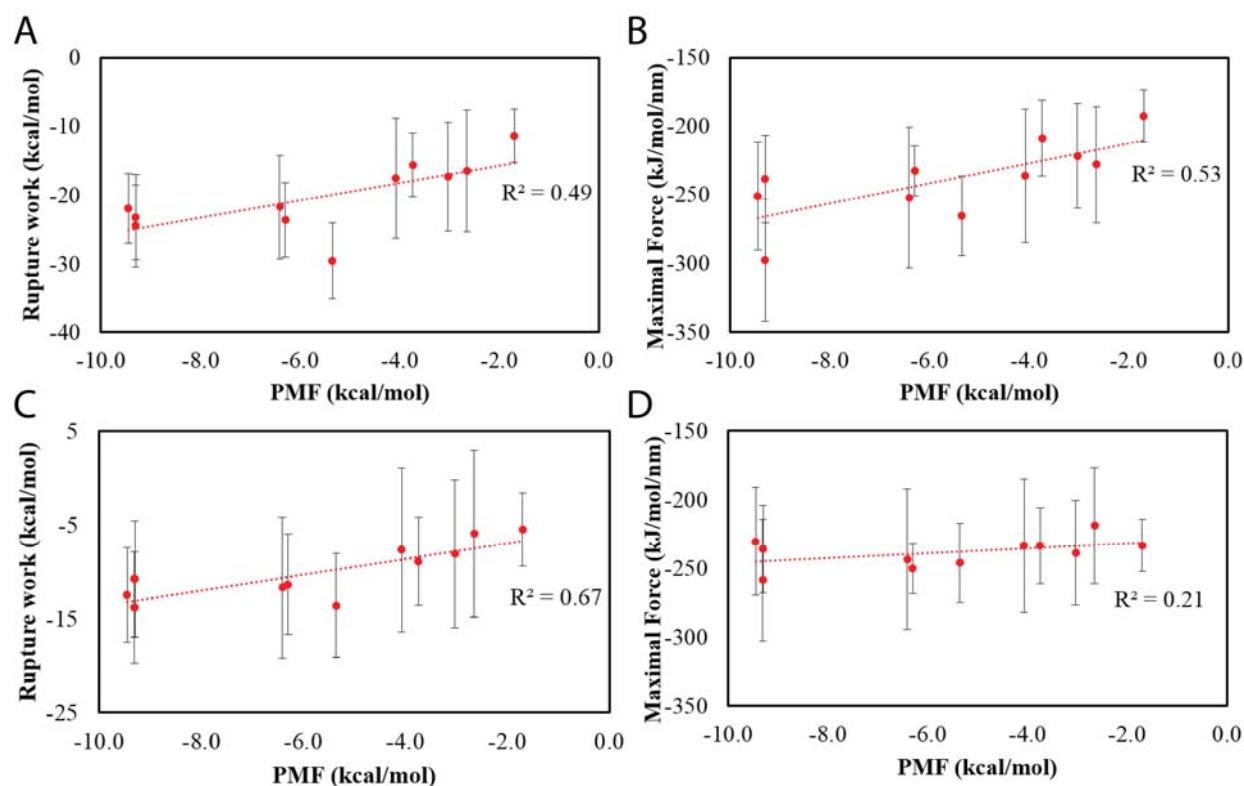 A
0
-10
-20
-30
-40
Rupture work (kcal/mol)
R² = 0.49
-10.0 -8.0 -6.0 -4.0 -2.0 0.0
PMF (kcal/mol)
B
-150
-200
-250
-300
-350
Maximal Force (kJ/mol/nm)
R² = 0.53
-10.0 -8.0 -6.0 -4.0 -2.0 0.0
PMF (kcal/mol)
C
5
-5
-15
-25
Rupture work (kcal/mol)
R² = 0.67
-10.0 -8.0 -6.0 -4.0 -2.0 0.0
PMF (kcal/mol)
D
-150
-200
-250
-300
-350
Maximal Force (kJ/mol/nm)
R² = 0.21
-10.0 -8.0 -6.0 -4.0 -2.0 0.0
PMF (kcal/mol)